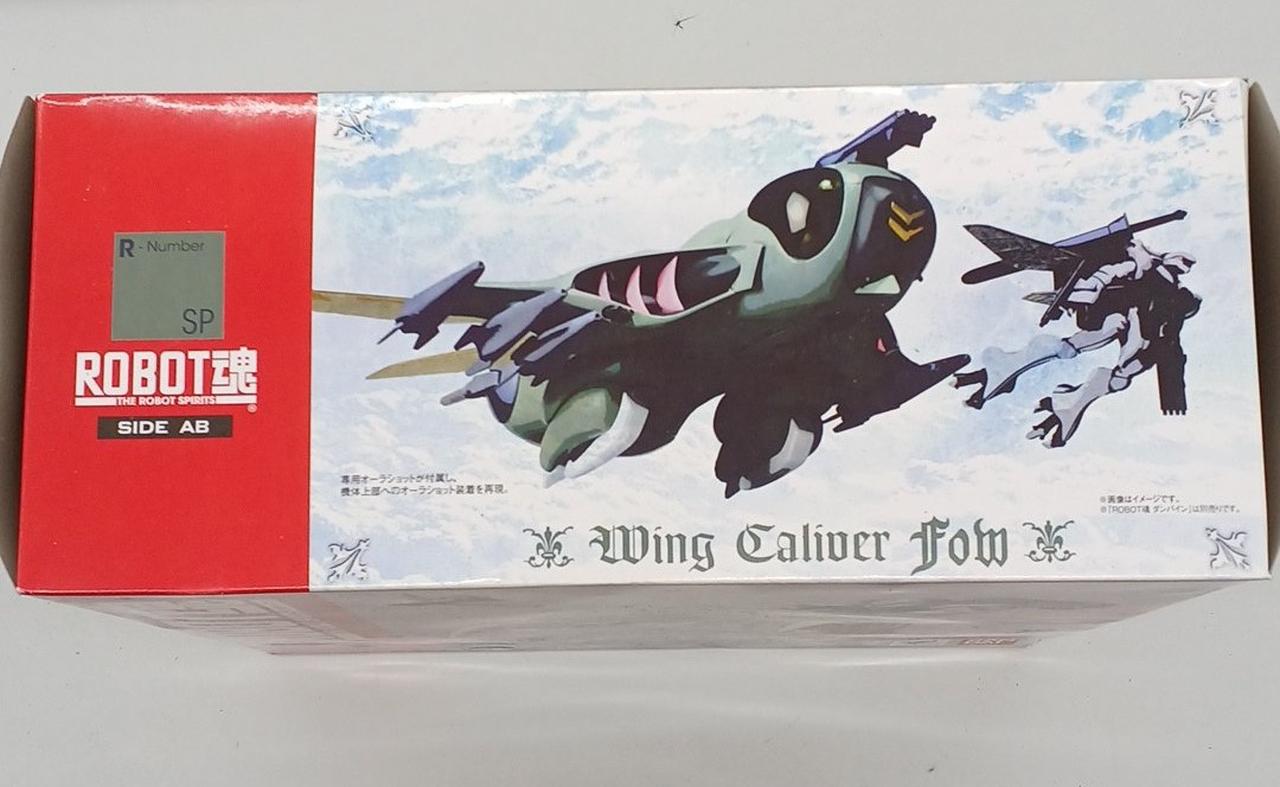 R - Number
SP
ROBOT魂
THE ROBOT SPIRITS
®
SIDE AB
専用オーラショットが付属し、
機体上部へのオーラショット装着を再現。
※画像はイメージです。
※「ROBOT魂 ダンバイン」は別売りです。
Wing Caliver Fow